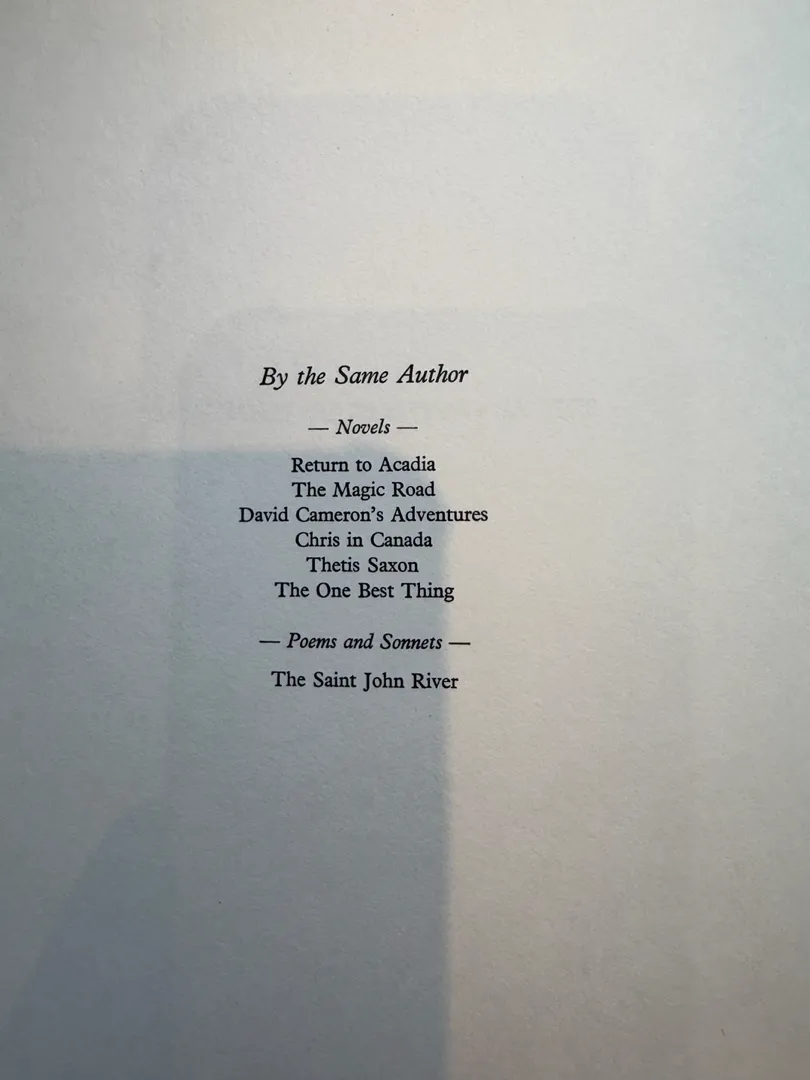 By the Same Author
— Novels —
Return to Acadia
The Magic Road
David Cameron's Adventures
Chris in Canada
Thetis Saxon
The One Best Thing
— Poems and Sonnets —
The Saint John River